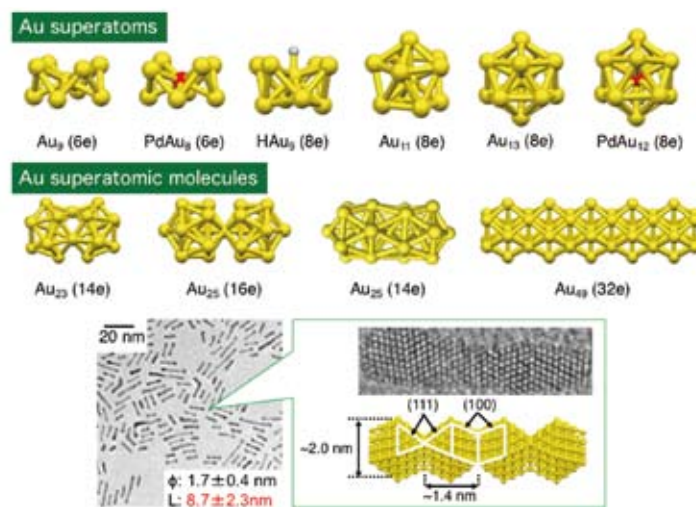 Au superatoms
Au₉ (6e) PdAu₈ (6e) HAu₉ (8e) Au₁₁ (8e) Au₁₃ (8e) PdAu₁₂ (8e)
Au superatomic molecules
Au₂₃ (14e) Au₂₅ (16e) Au₂₅ (14e) Au₄₉ (32e)
20 nm
(111) (100)
~2.0 nm
~1.4 nm
ϕ: 1.7±0.4 nm
L: 8.7±2.3nm